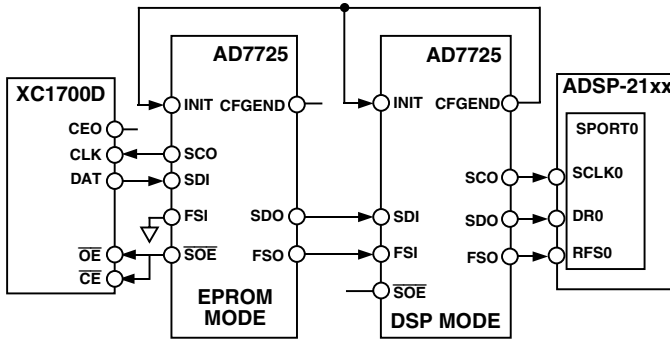 XC1700D
CEO
CLK
DAT
OE
CE
AD7725
INIT
CFGEND
SCO
SDI
FSI
SDO
SOE
FSO
EPROM
MODE
AD7725
INIT
CFGEND
SCO
SDI
SDO
FSI
FSO
SOE
DSP MODE
ADSP-21xx
SPORT0
SCLK0
DR0
RFS0